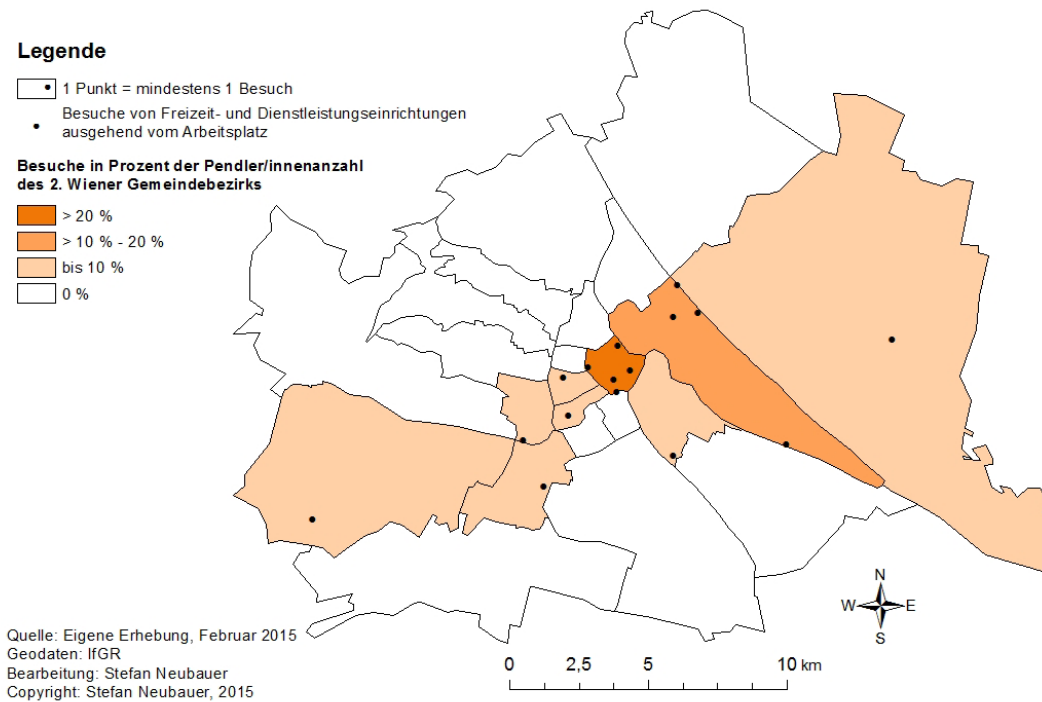 Legende
1 Punkt = mindestens 1 Besuch
Besuche von Freizeit- und Dienstleistungseinrichtungen
ausgehend vom Arbeitsplatz
Besuche in Prozent der Pendler/innenanzahl
des 2. Wiener Gemeindebezirks
> 20 %
> 10 % - 20 %
bis 10 %
0 %
N
W E
S
Quelle: Eigene Erhebung, Februar 2015
Geodaten: IfGR
Bearbeitung: Stefan Neubauer
Copyright: Stefan Neubauer, 2015
0 2,5 5 10 km